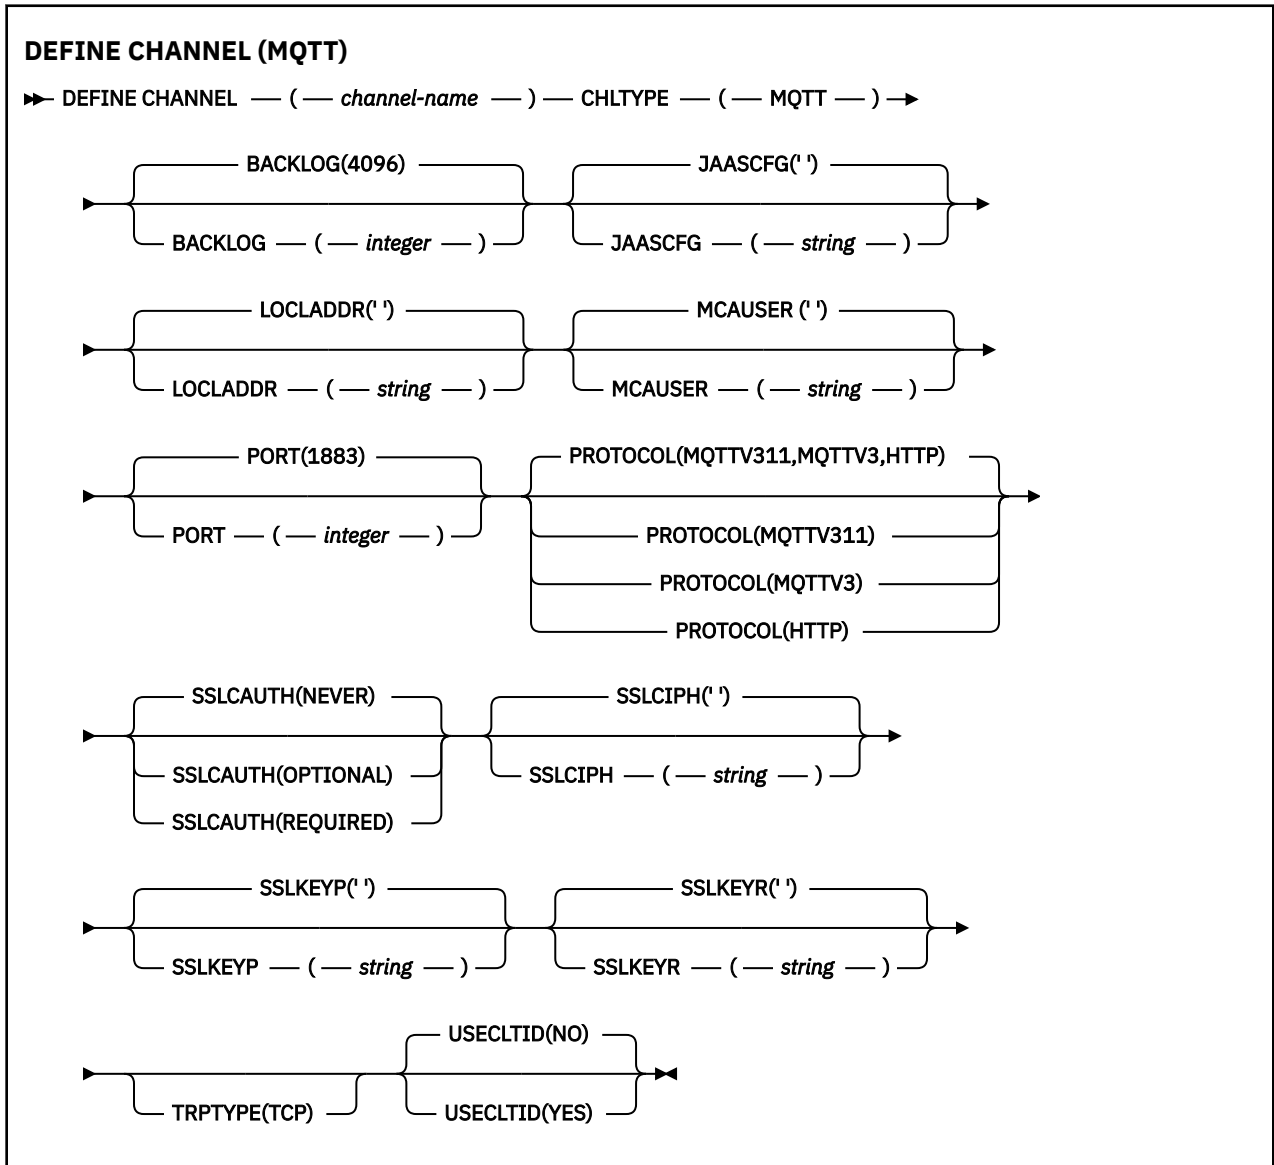 DEFINE CHANNEL (MQTT)
DEFINE CHANNEL ( channel-name ) CHLTYPE ( MQTT )
BACKLOG(4096) JAASCFG(' ')
BACKLOG ( integer ) JAASCFG ( string )
LOCLADDR(' ') MCAUSER (' ')
LOCLADDR ( string ) MCAUSER ( string )
PORT(1883) PROTOCOL(MQTTV311,MQTTV3,HTTP)
PORT ( integer ) PROTOCOL(MQTTV311)
PROTOCOL(MQTTV3)
PROTOCOL(HTTP)
SSLCAUTH(NEVER) SSLCIPH(' ')
SSLCAUTH(OPTIONAL) SSLCIPH ( string )
SSLCAUTH(REQUIRED)
SSLKEYP(' ') SSLKEYR(' ')
SSLKEYP ( string ) SSLKEYR ( string )
USECLTID(NO)
TRPTYPE(TCP) USECLTID(YES)